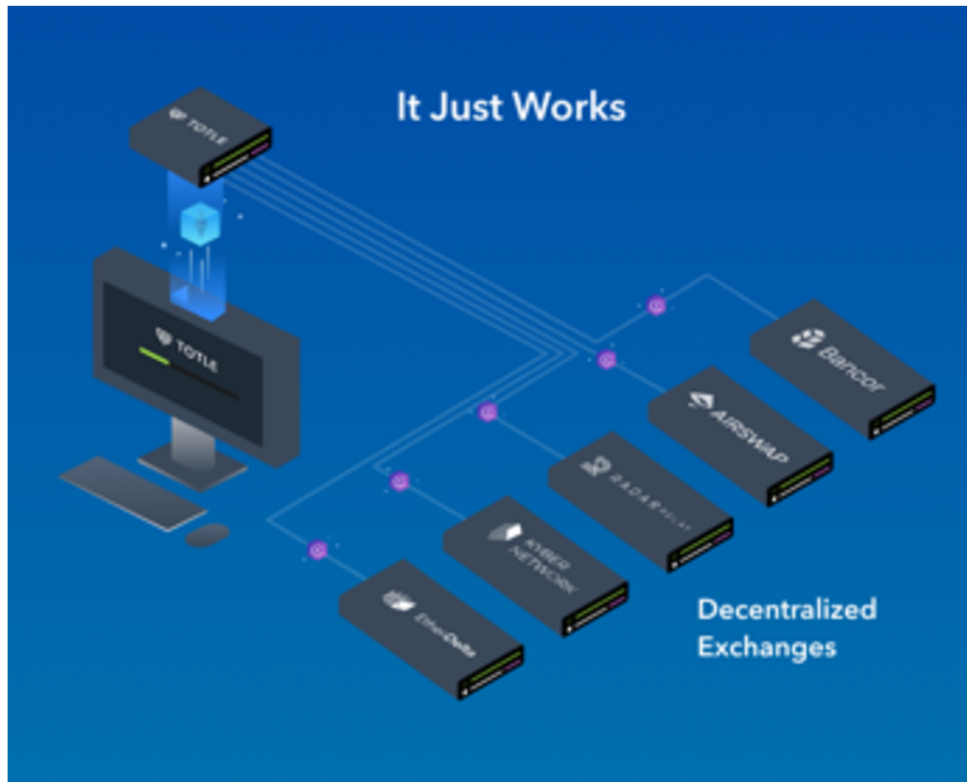 It Just Works
TOTLE
TOTLE
Bancor
AIRSWAP
RADAR RELAY
KYBER
NETWORK
EtherDelta
Decentralized
Exchanges